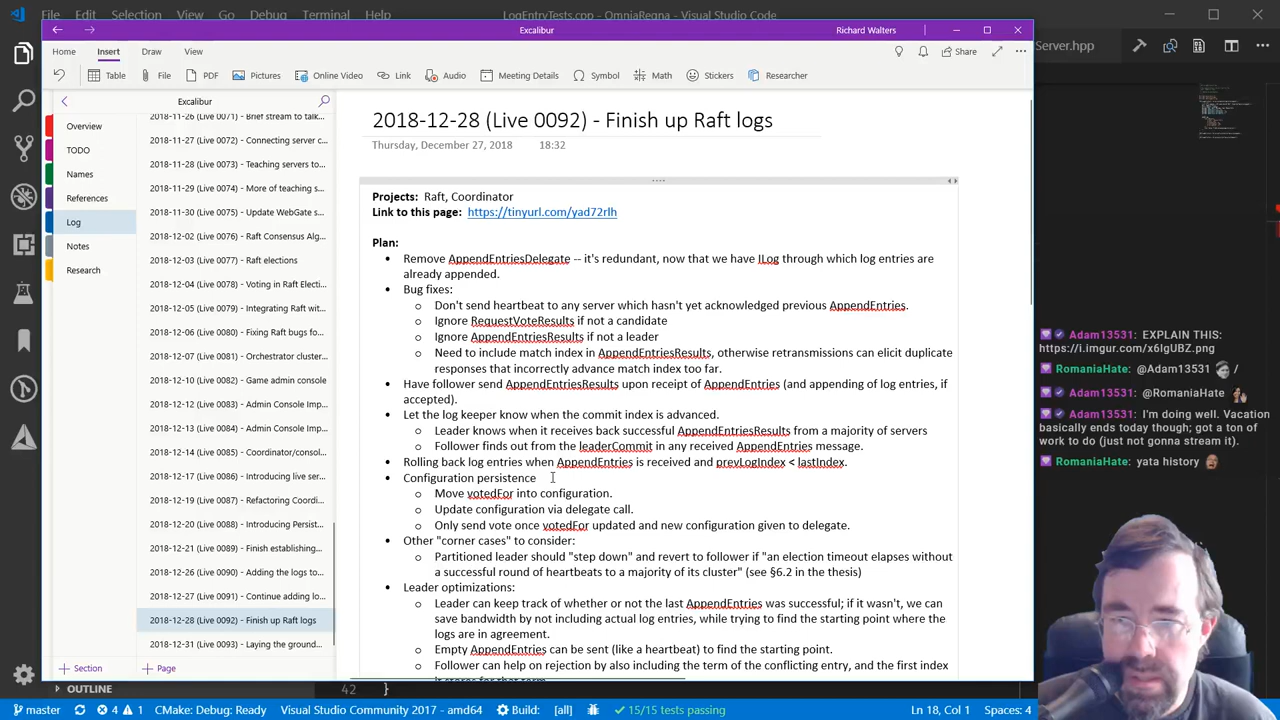 File Edit Selection View Go Debug Terminal Help
LogEntryTests.cpp - OmniaRegna - Visual Studio Code
Excalibur
Richard Walters
Server.hpp
Home Insert Draw View
Share
Table File PDF Pictures Online Video Link Audio Meeting Details Symbol Math Stickers Researcher
Excalibur
Overview
TODO
Names
References
Log
Notes
Research
2018-11-26 (Live 0071) - Brief stream to talk...
2018-11-27 (Live 0072) - Connecting server c...
2018-11-28 (Live 0073) - Teaching servers to...
2018-11-29 (Live 0074) - More of teaching s...
2018-11-30 (Live 0075) - Update WebGate s...
2018-12-02 (Live 0076) - Raft Consensus Alg...
2018-12-03 (Live 0077) - Raft elections
2018-12-04 (Live 0078) - Voting in Raft Electi...
2018-12-05 (Live 0079) - Integrating Raft wit...
2018-12-06 (Live 0080) - Fixing Raft bugs fo...
2018-12-07 (Live 0081) - Orchestrator cluster...
2018-12-10 (Live 0082) - Game admin console
2018-12-12 (Live 0083) - Admin Console Imp...
2018-12-13 (Live 0084) - Admin Console Imp...
2018-12-14 (Live 0085) - Coordinator/consol...
2018-12-17 (Live 0086) - Introducing live ser...
2018-12-19 (Live 0087) - Refactoring Coordi...
2018-12-20 (Live 0088) - Introducing Persist...
2018-12-21 (Live 0089) - Finish establishing...
2018-12-26 (Live 0090) - Adding the logs to...
2018-12-27 (Live 0091) - Continue adding lo...
2018-12-28 (Live 0092) - Finish up Raft logs
2018-12-31 (Live 0093) - Laying the ground...
Section
Page
2018-12-28 (Live 0092) - Finish up Raft logs
Thursday, December 27, 2018 18:32
Projects: Raft, Coordinator
Link to this page: https://tinyurl.com/yad72rlh
Plan:
• Remove AppendEntriesDelegate -- it's redundant, now that we have ILog through which log entries are
already appended.
• Bug fixes:
o Don't send heartbeat to any server which hasn't yet acknowledged previous AppendEntries.
o Ignore RequestVoteResults if not a candidate
o Ignore AppendEntriesResults if not a leader
o Need to include match index in AppendEntriesResults, otherwise retransmissions can elicit duplicate
responses that incorrectly advance match index too far.
• Have follower send AppendEntriesResults upon receipt of AppendEntries (and appending of log entries, if
accepted).
• Let the log keeper know when the commit index is advanced.
o Leader knows when it receives back successful AppendEntriesResults from a majority of servers
o Follower finds out from the leaderCommit in any received AppendEntries message.
• Rolling back log entries when AppendEntries is received and prevLogIndex < lastIndex.
• Configuration persistence
o Move votedFor into configuration.
o Update configuration via delegate call.
o Only send vote once votedFor updated and new configuration given to delegate.
• Other "corner cases" to consider:
o Partitioned leader should "step down" and revert to follower if "an election timeout elapses without
a successful round of heartbeats to a majority of its cluster" (see §6.2 in the thesis)
• Leader optimizations:
o Leader can keep track of whether or not the last AppendEntries was successful; if it wasn't, we can
save bandwidth by not including actual log entries, while trying to find the starting point where the
logs are in agreement.
o Empty AppendEntries can be sent (like a heartbeat) to find the starting point.
o Follower can help on rejection by also including the term of the conflicting entry, and the first index
it stores for that term
Adam13531: EXPLAIN THIS:
https://i.imgur.com/x6IgUBZ.png
RomaniaHate: @Adam13531 /
Adam13531: @RomaniaHate
Adam13531: I'm doing well. Vacation
basically ends today though; got a ton
of work to do (just not gonna stream it).
RomaniaHate: yata history
OUTLINE
42 }
master 4 1 CMake: Debug: Ready Visual Studio Community 2017 - amd64 Build: [all] 15/15 tests passing Ln 18, Col 1 Spaces: 4